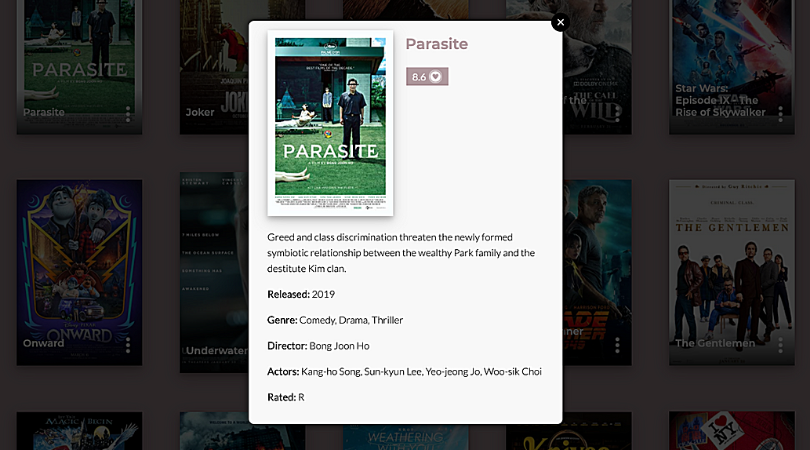 Parasite
8.6
PARASITE
Greed and class discrimination threaten the newly formed
symbiotic relationship between the wealthy Park family and the
destitute Kim clan.
Released: 2019
Genre: Comedy, Drama, Thriller
Director: Bong Joon Ho
Actors: Kang-ho Song, Sun-kyun Lee, Yeo-jeong Jo, Woo-sik Choi
Rated: R
PARASITE
Parasite
Joker
THE CALL
of the
WILD
Star Wars:
Episode IX - The
Rise of Skywalker
ONWARD
Onward
20,000
Underwater
THE GENTLEMEN
The Gentlemen
WEATHERING
WITH YOU